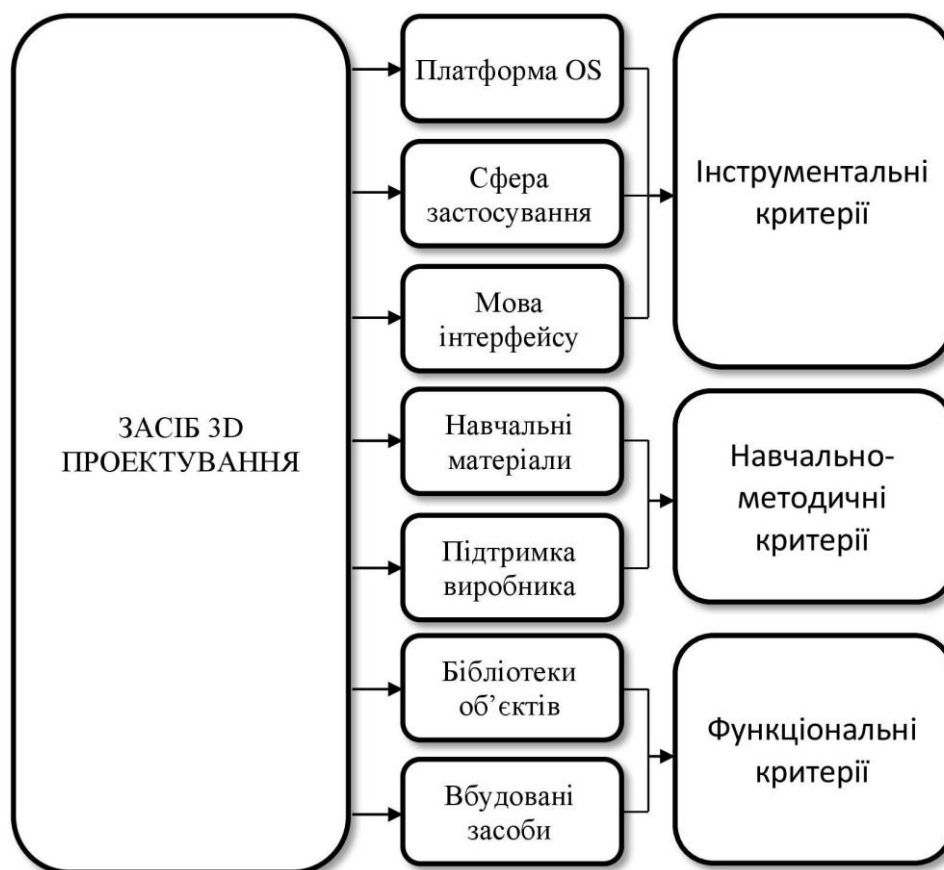 ЗАСІБ 3D
ПРОЕКТУВАННЯ
Платформа OS
Сфера
застосування
Мова
інтерфейсу
Навчальні
матеріали
Підтримка
виробника
Бібліотеки
об’єктів
Вбудовані
засоби
Інструментальні
критерії
Навчально-
методичні
критерії
Функціональні
критерії